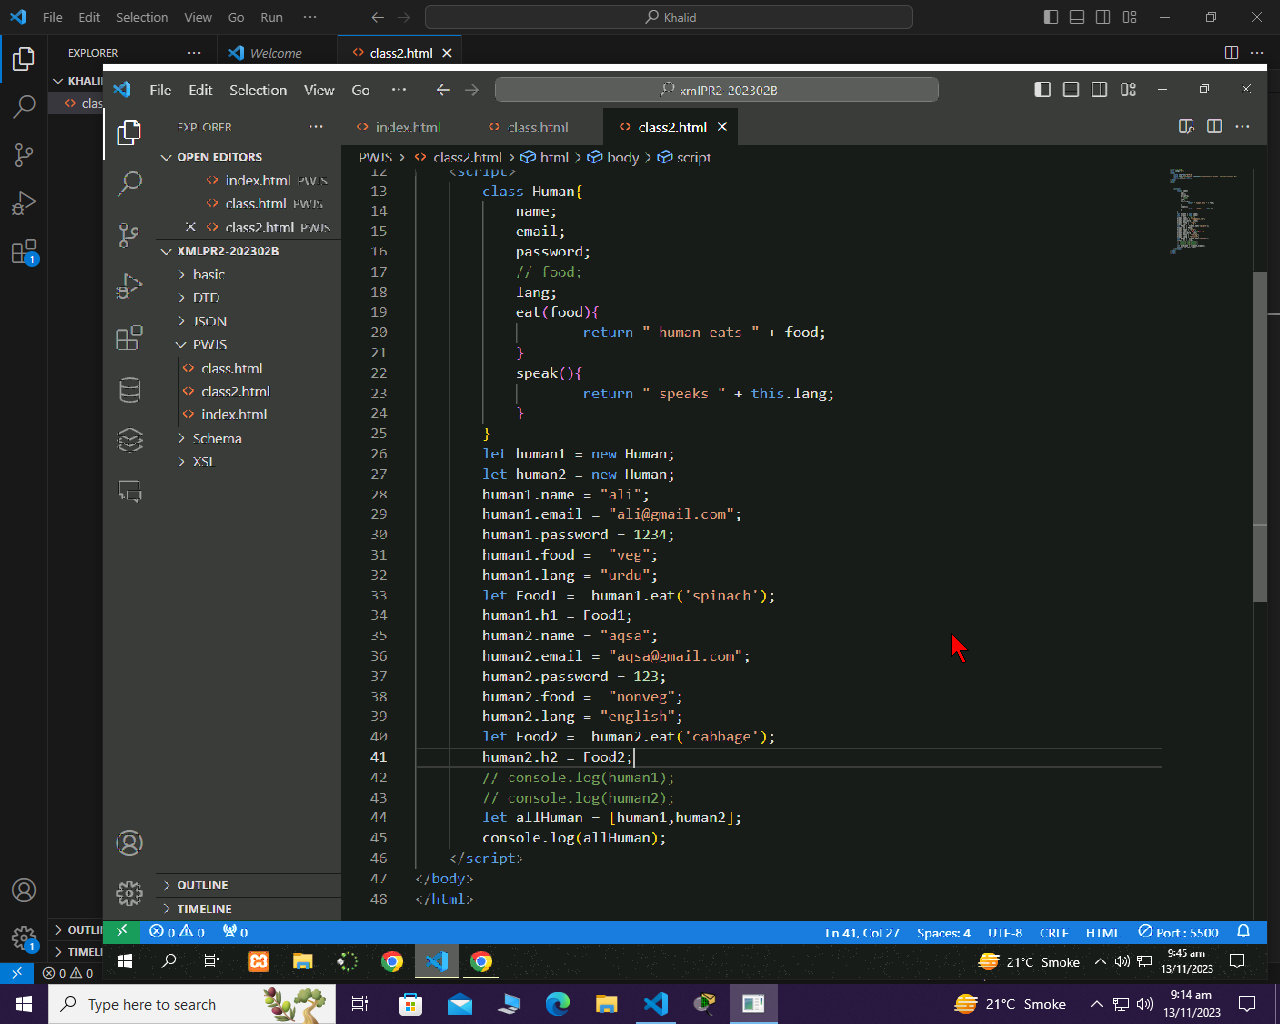 File Edit Selection View Go Run ··· Khalid
EXPLORER ··· Welcome class2.html
KHALI
clas
File Edit Selection View Go ··· xmlPR2-202302B
EXPLORER ··· index.html class.html class2.html
OPEN EDITORS
index.html PWJS
class.html PWJS
class2.html PWJS
XMLPR2-202302B
basic
DTD
JSON
PWJS
class.html
class2.html
index.html
Schema
XSL
PWJS > class2.html > html > body > script
12 <script>
13 class Human{
14 name;
15 email;
16 password;
17 // food;
18 lang;
19 eat(food){
20 return " human eats " + food;
21 }
22 speak(){
23 return " speaks " + this.lang;
24 }
25 }
26 let human1 = new Human;
27 let human2 = new Human;
28 human1.name = "ali";
29 human1.email = "ali@gmail.com";
30 human1.password = 1234;
31 human1.food = "veg";
32 human1.lang = "urdu";
33 let Food1 = human1.eat('spinach');
34 human1.h1 = Food1;
35 human2.name = "aqsa";
36 human2.email = "aqsa@gmail.com";
37 human2.password = 123;
38 human2.food = "nonveg";
39 human2.lang = "english";
40 let Food2 = human2.eat('cabbage');
41 human2.h2 = Food2;
42 // console.log(human1);
43 // console.log(human2);
44 let allHuman = [human1,human2];
45 console.log(allHuman);
46 </script>
47 </body>
48 </html>
OUTLINE
TIMELINE
0 0 0 Ln 41, Col 27 Spaces: 4 UTF-8 CRLF HTML Port : 5500
21°C Smoke 9:45 am
13/11/2023
OUTLI
TIMEL
0 0
1
1
Type here to search 21°C Smoke 9:14 am
13/11/2023